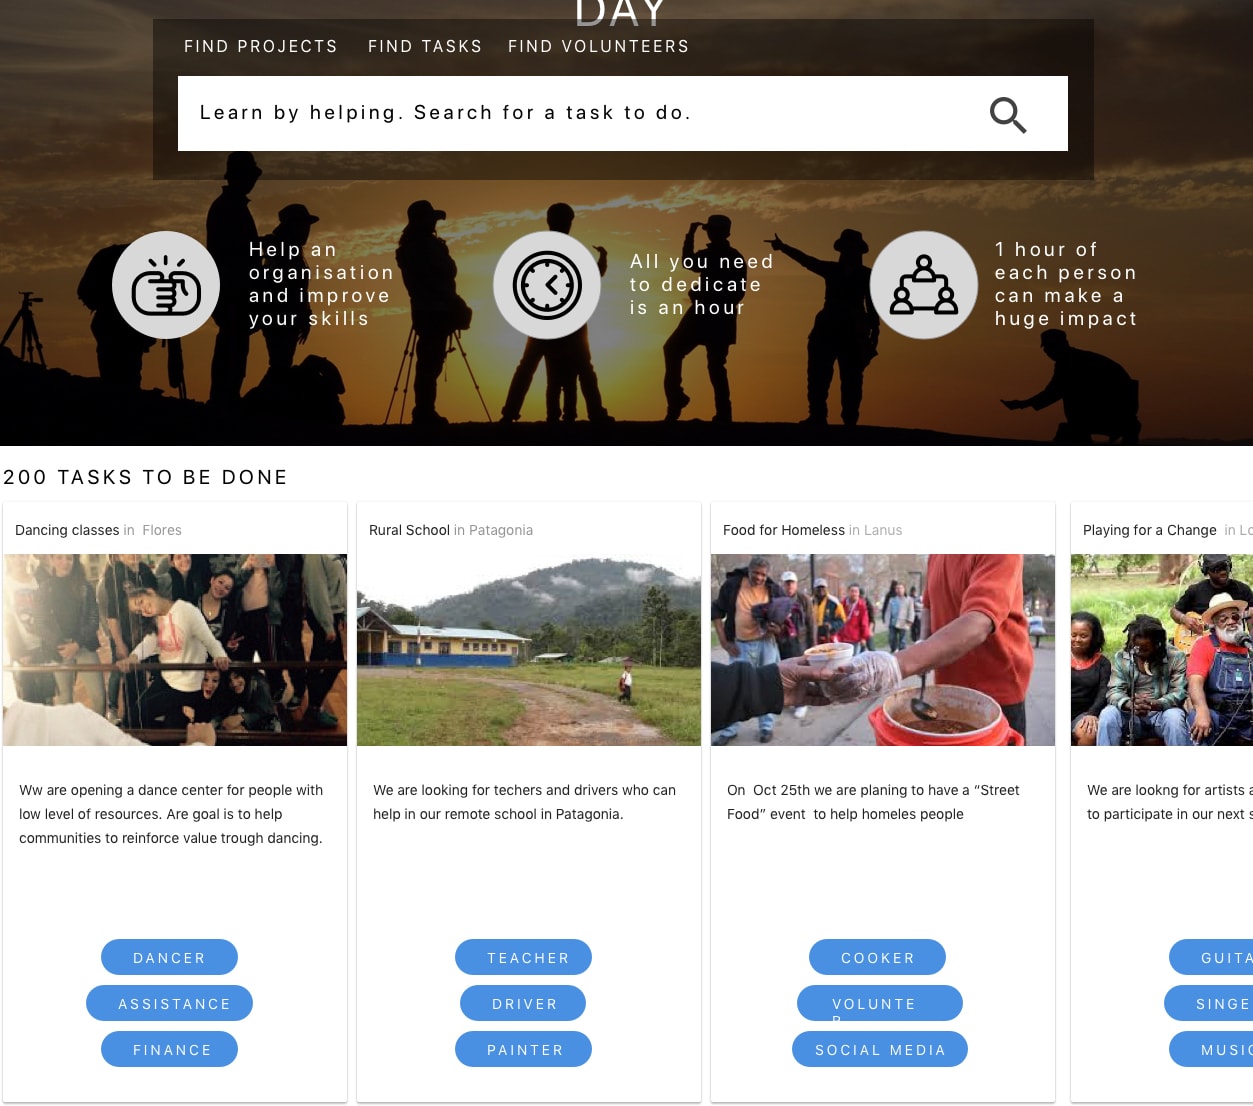 DAY
FIND PROJECTS FIND TASKS FIND VOLUNTEERS
Learn by helping. Search for a task to do.
Help an
organisation
and improve
your skills
All you need
to dedicate
is an hour
1 hour of
each person
can make a
huge impact
200 TASKS TO BE DONE
Dancing classes in Flores
Ww are opening a dance center for people with
low level of resources. Are goal is to help
communities to reinforce value trough dancing.
DANCER
ASSISTANCE
FINANCE
Rural School in Patagonia
We are looking for techers and drivers who can
help in our remote school in Patagonia.
TEACHER
DRIVER
PAINTER
Food for Homeless in Lanus
On Oct 25th we are planing to have a “Street
Food” event to help homeles people
COOKER
VOLUNTE
R
SOCIAL MEDIA
Playing for a Change in Lo
We are lookng for artists a
to participate in our next s
GUITA
SINGE
MUSIC